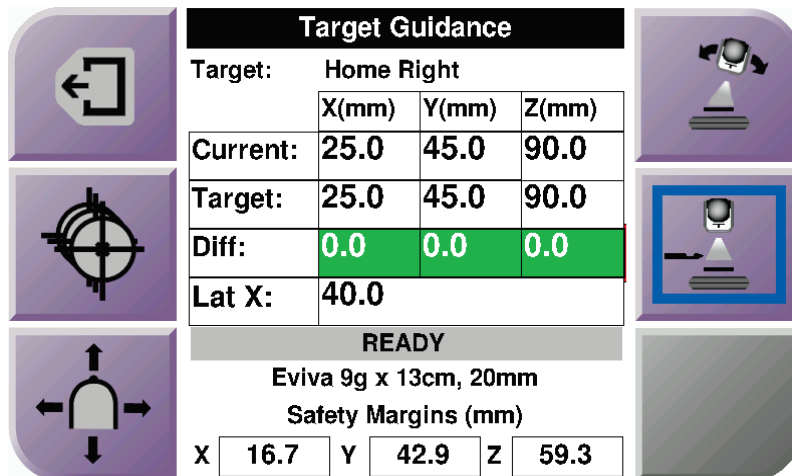 Target Guidance
Target: Home Right
X(mm) Y(mm) Z(mm)
Current: 25.0 45.0 90.0
Target: 25.0 45.0 90.0
Diff: 0.0 0.0 0.0
Lat X: 40.0
READY
Eviva 9g x 13cm, 20mm
Safety Margins (mm)
X 16.7 Y 42.9 Z 59.3